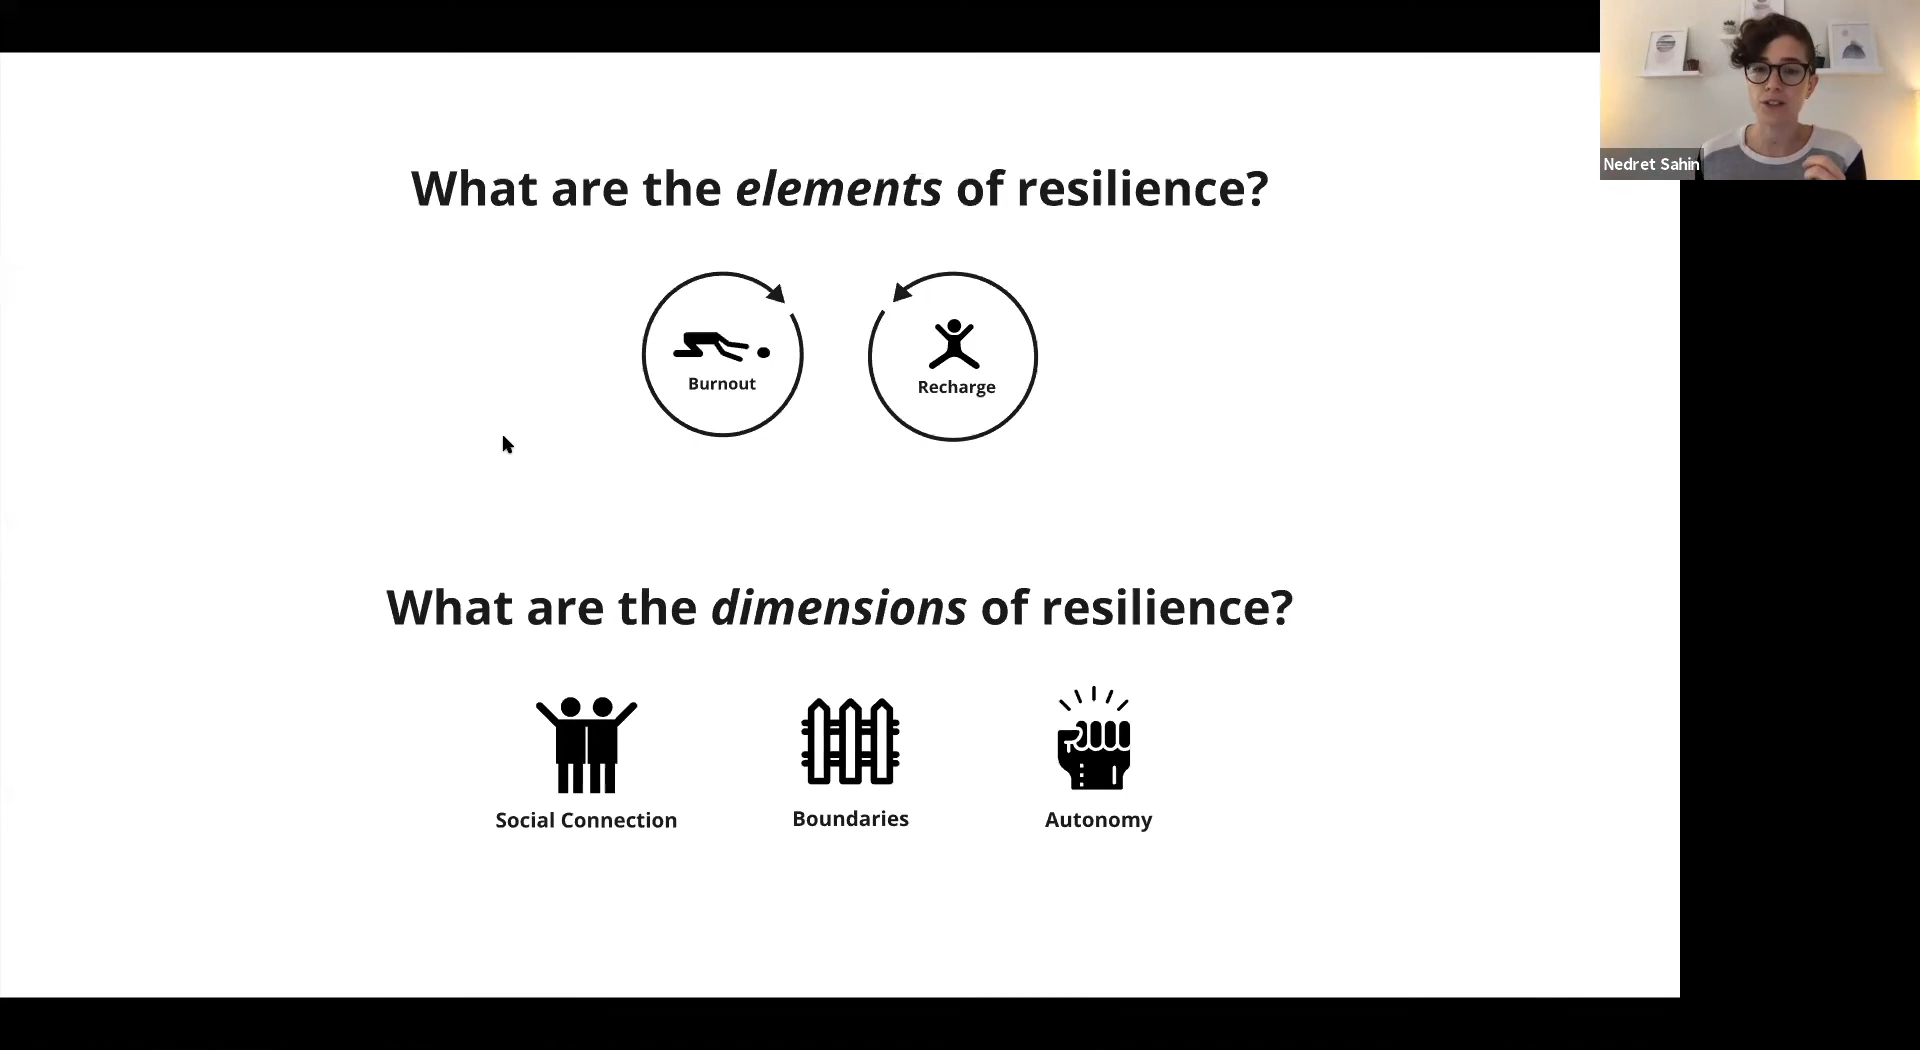 Nedret Sahin
What are the elements of resilience?
Burnout
Recharge
What are the dimensions of resilience?
Social Connection
Boundaries
Autonomy